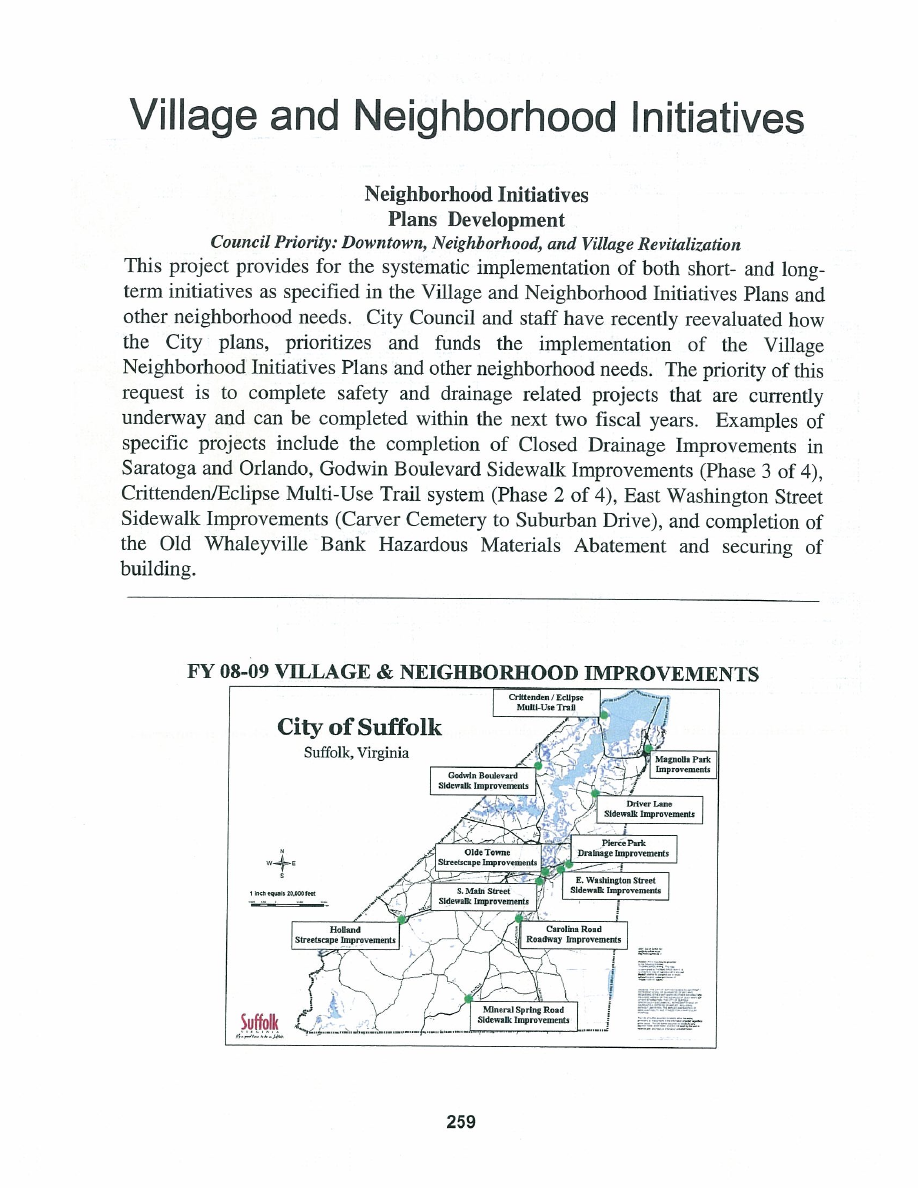 Village and Neighborhood Initiatives
Neighborhood Initiatives
Plans Development
Council Priority: Downtown, Neighborhood, and Village Revitalization
This project provides for the systematic implementation of both short- and long-
term initiatives as specified in the Village and Neighborhood Initiatives Plans and
other neighborhood needs. City Council and staff have recently reevaluated how
the City plans, prioritizes and funds the implementation of the Village
Neighborhood Initiatives Plans and other neighborhood needs. The priority of this
request is to complete safety and drainage related projects that are currently
underway and can be completed within the next two fiscal years. Examples of
specific projects include the completion of Closed Drainage Improvements in
Saratoga and Orlando, Godwin Boulevard Sidewalk Improvements (Phase 3 of 4),
Crittenden/Eclipse Multi-Use Trail system (Phase 2 of 4), East Washington Street
Sidewalk Improvements (Carver Cemetery to Suburban Drive), and completion of
the Old Whaleyville Bank Hazardous Materials Abatement and securing of
building.
FY 08-09 VILLAGE & NEIGHBORHOOD IMPROVEMENTS
Crittenden / Eclipse
Multi-Use Trail
City of Suffolk
Suffolk, Virginia
Magnolia Park
Improvements
Godwin Boulevard
Sidewalk Improvements
Driver Lane
Sidewalk Improvements
Pierce Park
Drainage Improvements
Olde Towne
Streetscape Improvements
N
W E
S
E. Washington Street
Sidewalk Improvements
S. Main Street
Sidewalk Improvements
1 inch equals 20,000 feet
Holland
Streetscape Improvements
Carolina Road
Roadway Improvements
Mineral Spring Road
Sidewalk Improvements
Suffolk
VIRGINIA
259